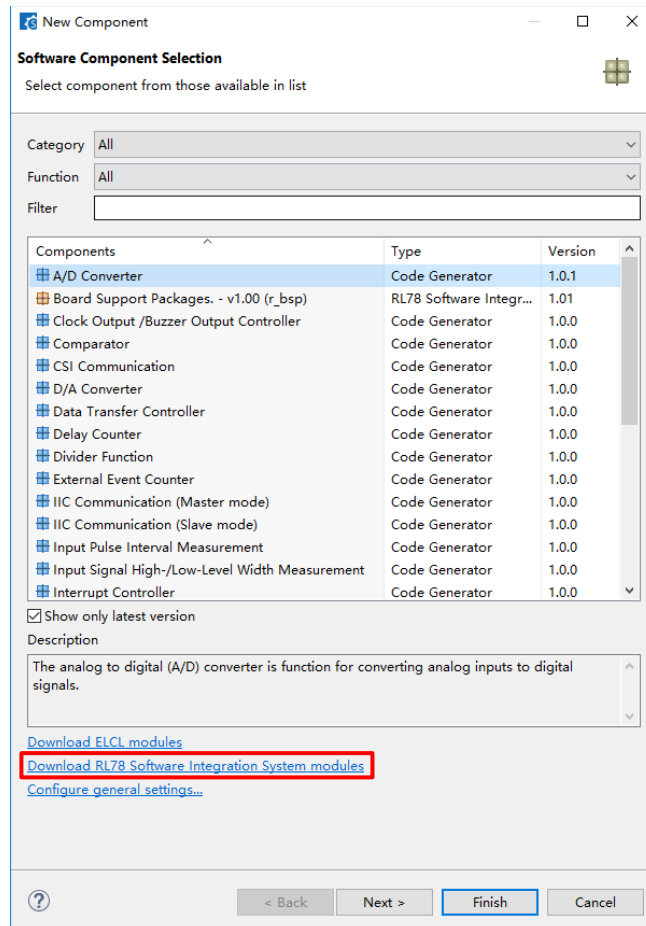 New Component
Software Component Selection
Select component from those available in list
Category All
Function All
Filter
Components Type Version
A/D Converter Code Generator 1.0.1
Board Support Packages. - v1.00 (r_bsp) RL78 Software Integr... 1.01
Clock Output /Buzzer Output Controller Code Generator 1.0.0
Comparator Code Generator 1.0.0
CSI Communication Code Generator 1.0.0
D/A Converter Code Generator 1.0.0
Data Transfer Controller Code Generator 1.0.0
Delay Counter Code Generator 1.0.0
Divider Function Code Generator 1.0.0
External Event Counter Code Generator 1.0.0
IIC Communication (Master mode) Code Generator 1.0.0
IIC Communication (Slave mode) Code Generator 1.0.0
Input Pulse Interval Measurement Code Generator 1.0.0
Input Signal High-/Low-Level Width Measurement Code Generator 1.0.0
Interrupt Controller Code Generator 1.0.0
Show only latest version
Description
The analog to digital (A/D) converter is function for converting analog inputs to digital
signals.
Download ELCL modules
Download RL78 Software Integration System modules
Configure general settings...
? < Back Next > Finish Cancel